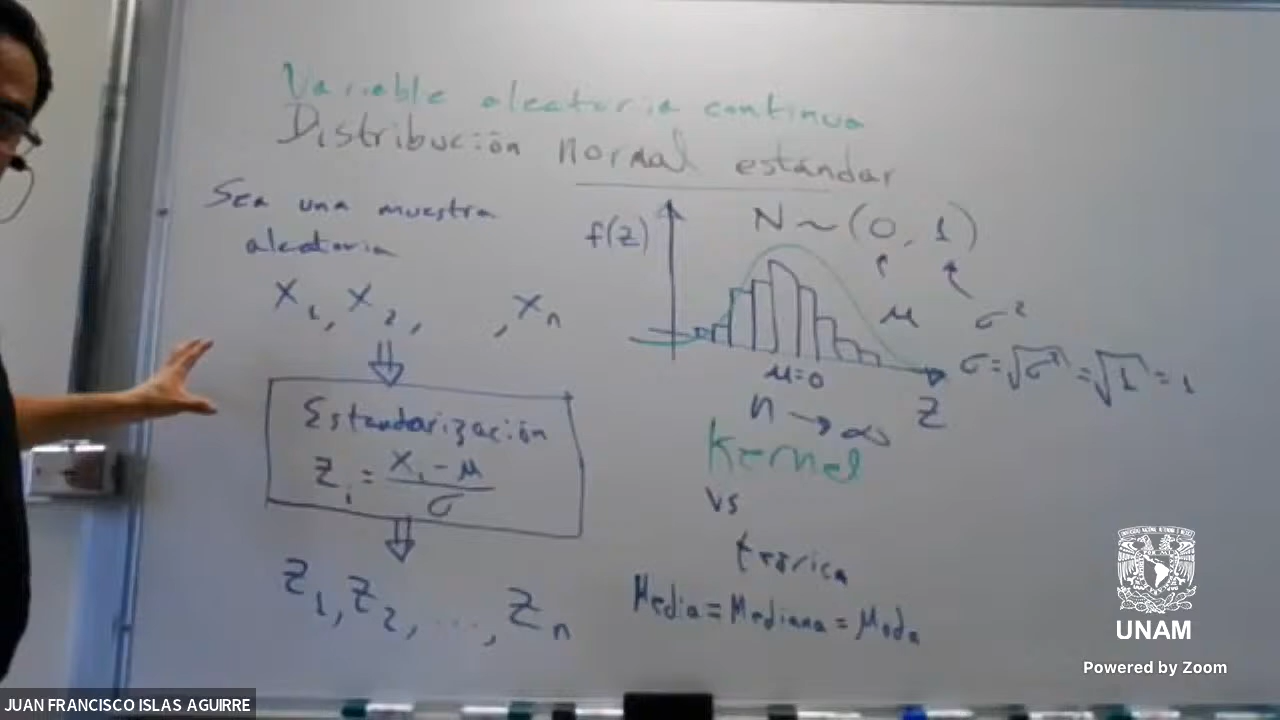 Variable aleatoria continua
Distribución normal estándar
Sea una muestra
aleatoria
X₁, X₂, , Xₙ
Estandarización
Zᵢ = (Xᵢ - μ) / σ
Z₁, Z₂, ..., Zₙ
f(z)
N ~ (0, 1)
μ
σ²
σ = √σ² = √1 = 1
μ=0
Z
n → ∞
Kernel
vs
teórica
Media = Mediana = Moda
UNAM
Powered by Zoom
JUAN FRANCISCO ISLAS AGUIRRE